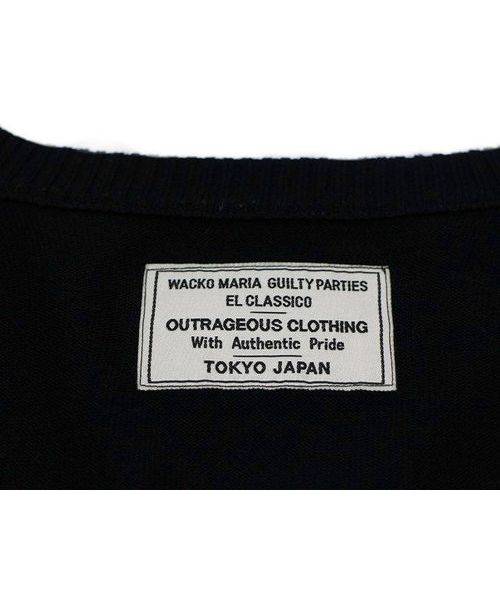 WACKO MARIA GUILTY PARTIES
EL CLASSICO
OUTRAGEOUS CLOTHING
With Authentic Pride
TOKYO JAPAN